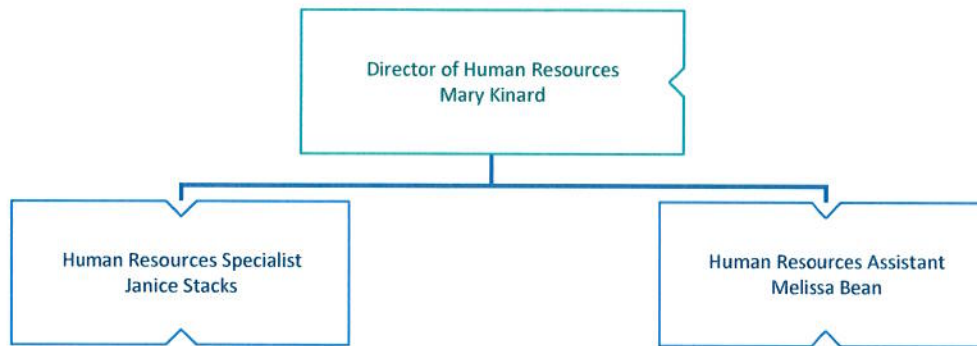 Director of Human Resources
Mary Kinard
Human Resources Specialist
Janice Stacks
Human Resources Assistant
Melissa Bean